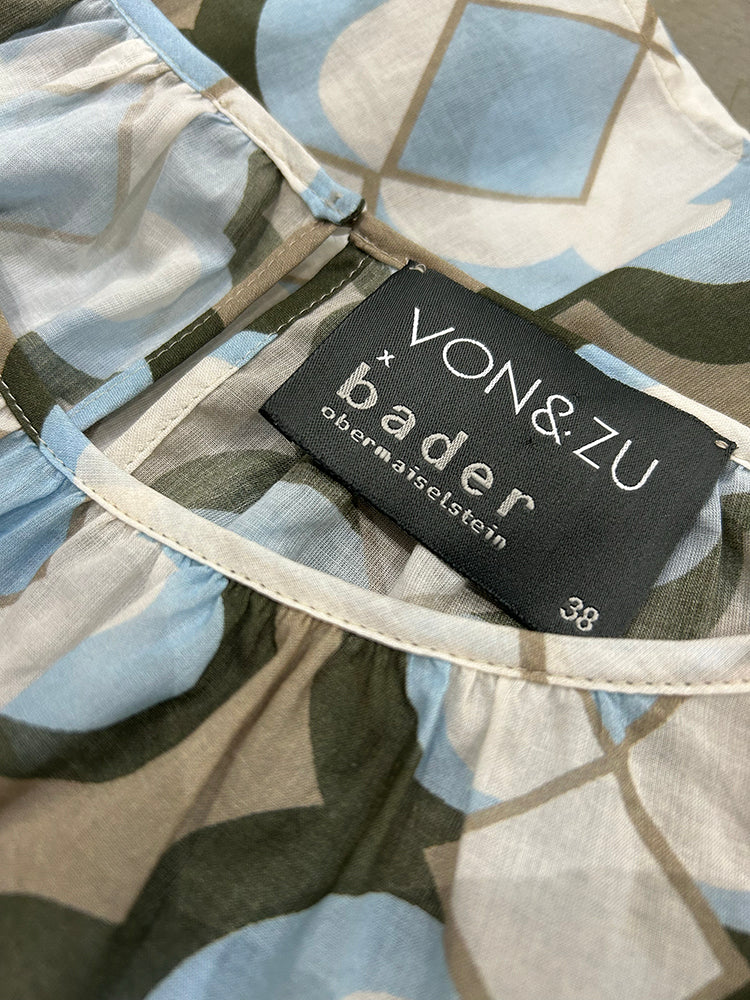 VON&ZU
x
bader
obermaiselstein
38